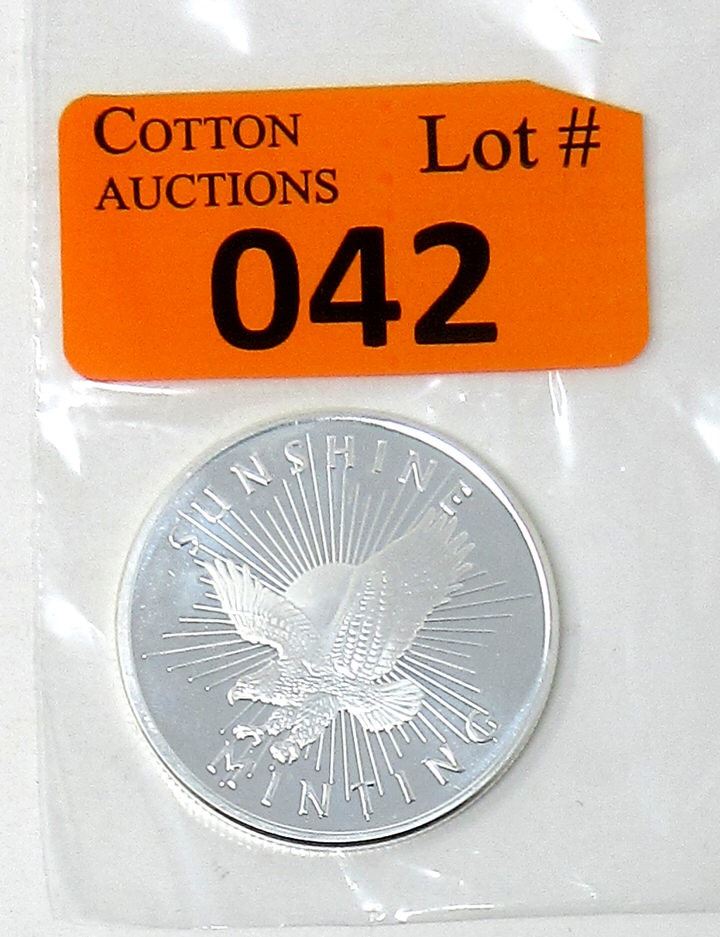 COTTON
AUCTIONS
Lot #
042
SUNSHINE
MINTING